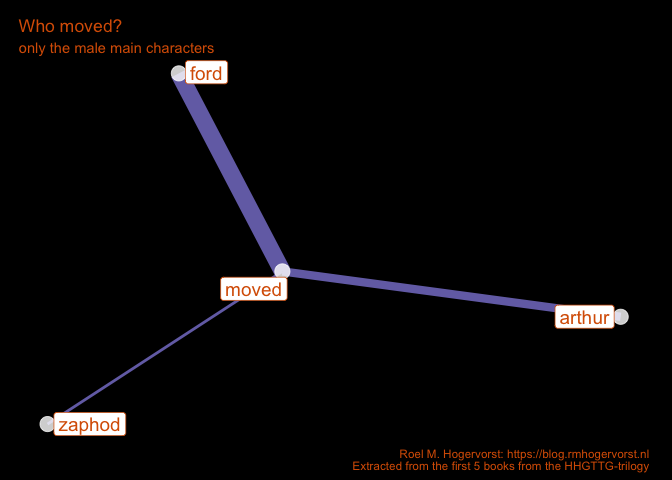 Who moved?
only the male main characters
ford
moved
arthur
zaphod
Roel M. Hogervorst: https://blog.rmhogervorst.nl
Extracted from the first 5 books from the HHGTTG-trilogy